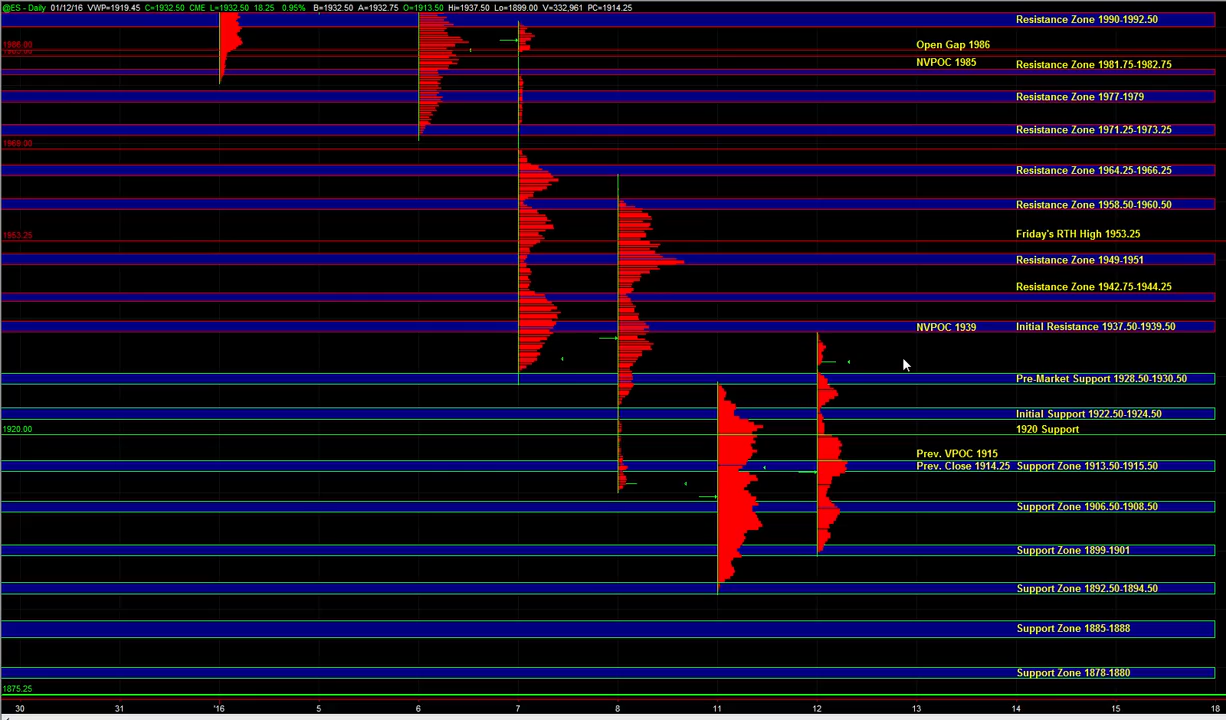 @ES - Daily 01/12/16 VWP=1919.45 C=1932.50 CME L=1932.50 18.25 0.95% B=1932.50 A=1932.75 O=1913.50 Hi=1937.50 Lo=1899.00 V=332,961 PC=1914.25
Resistance Zone 1990-1992.50
1986.00
Open Gap 1986
NVPOC 1985
Resistance Zone 1981.75-1982.75
Resistance Zone 1977-1979
Resistance Zone 1971.25-1973.25
1969.00
Resistance Zone 1964.25-1966.25
Resistance Zone 1958.50-1960.50
1953.25
Friday's RTH High 1953.25
Resistance Zone 1949-1951
Resistance Zone 1942.75-1944.25
NVPOC 1939
Initial Resistance 1937.50-1939.50
Pre-Market Support 1928.50-1930.50
Initial Support 1922.50-1924.50
1920.00
1920 Support
Prev. VPOC 1915
Prev. Close 1914.25
Support Zone 1913.50-1915.50
Support Zone 1906.50-1908.50
Support Zone 1899-1901
Support Zone 1892.50-1894.50
Support Zone 1885-1888
Support Zone 1878-1880
1875.25
30 31 '16 5 6 7 8 11 12 13 14 15 18